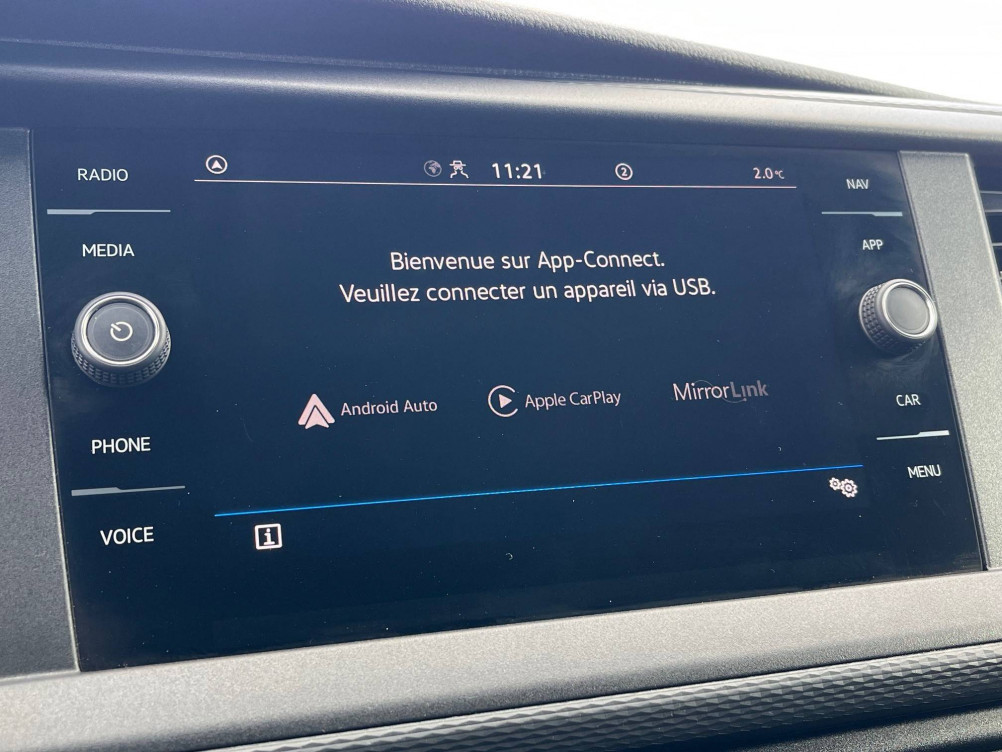 RADIO
MEDIA
PHONE
VOICE
11:21
2
2.0°C
Bienvenue sur App-Connect.
Veuillez connecter un appareil via USB.
Android Auto
Apple CarPlay
MirrorLink
i
NAV
APP
CAR
MENU